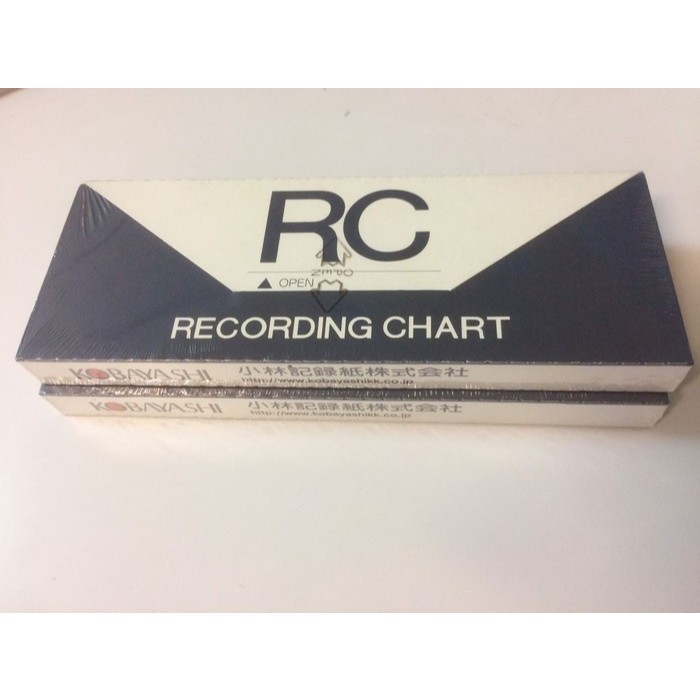 RC
OPEN
▲ OPEN
RECORDING CHART
KOBAYASHI 小林記録紙株式会社
http://www.kobayashikk.co.jp
KOBAYASHI 小林記録紙株式会社
http://www.kobayashikk.co.jp